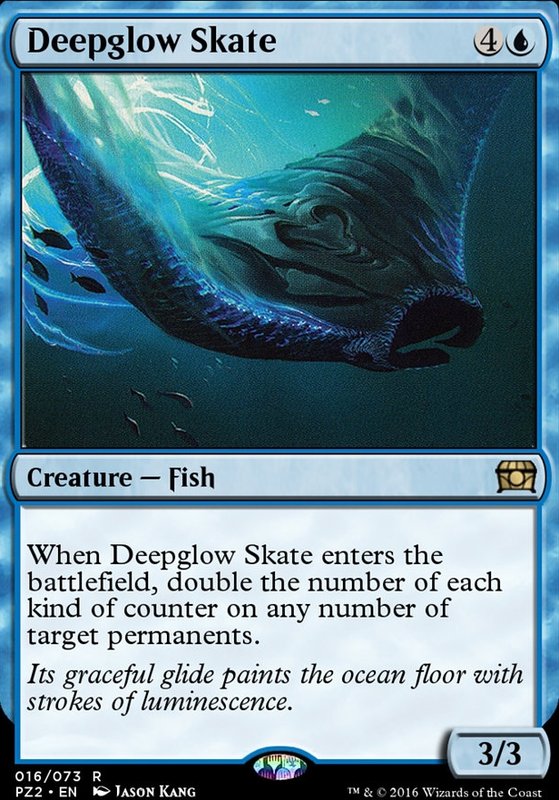 Deepglow Skate 4
Creature — Fish
When Deepglow Skate enters the
battlefield, double the number of each
kind of counter on any number of
target permanents.
Its graceful glide paints the ocean floor with
strokes of luminescence.
3/3
016/073 R
PZ2 • EN Jason Kang
™ & © 2016 Wizards of the Coast